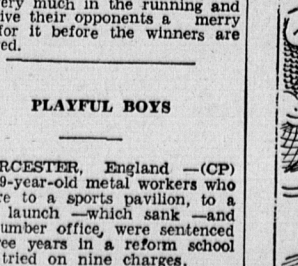 ery much in the running and
ive their opponents a merry
for it before the winners are
ed.
PLAYFUL BOYS
RCESTER, England —(CP)
9-year-old metal workers who
re to a sports pavilion, to a
launch —which sank —and
umber office, were sentenced
ree years in a reform school
tried on nine charges.